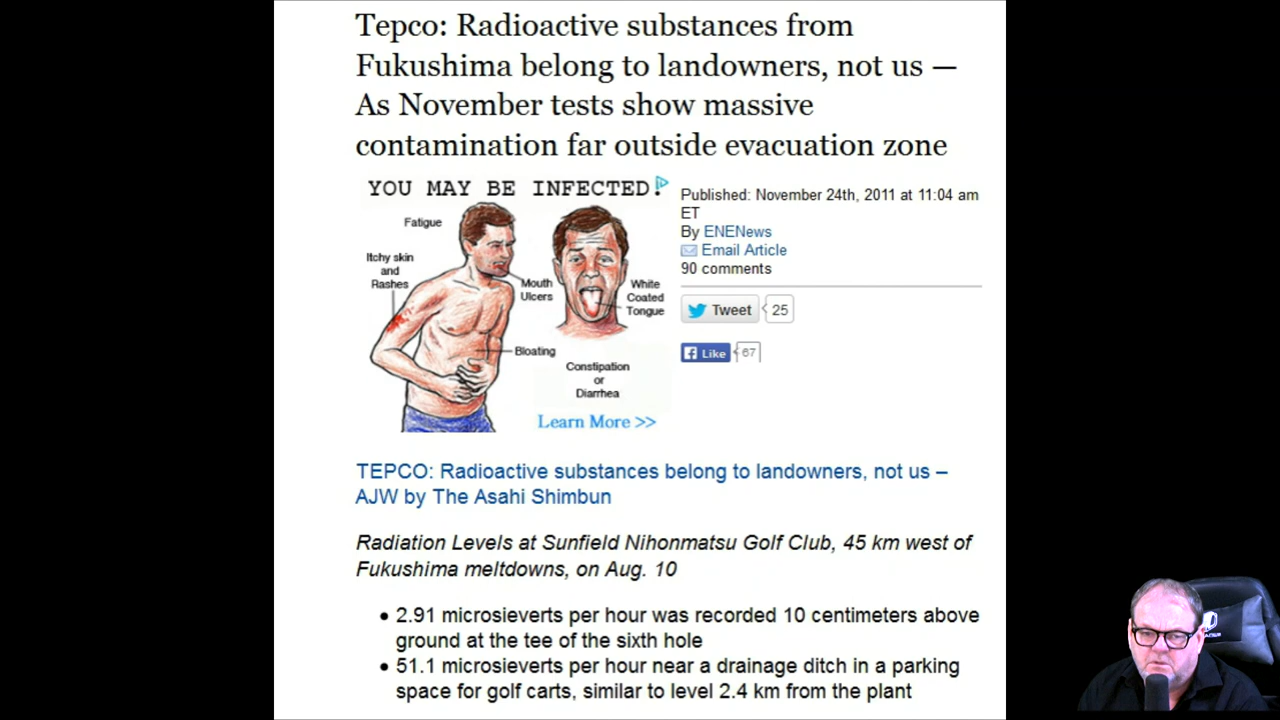 Tepco: Radioactive substances from
Fukushima belong to landowners, not us —
As November tests show massive
contamination far outside evacuation zone
YOU MAY BE INFECTED!
Fatigue
Itchy skin
and
Rashes
Mouth
Ulcers
White
Coated
Tongue
Bloating
Constipation
or
Diarrhea
Learn More >>
Published: November 24th, 2011 at 11:04 am
ET
By ENENews
Email Article
90 comments
Tweet 25
Like 67
TEPCO: Radioactive substances belong to landowners, not us –
AJW by The Asahi Shimbun
Radiation Levels at Sunfield Nihonmatsu Golf Club, 45 km west of
Fukushima meltdowns, on Aug. 10
• 2.91 microsieverts per hour was recorded 10 centimeters above
ground at the tee of the sixth hole
• 51.1 microsieverts per hour near a drainage ditch in a parking
space for golf carts, similar to level 2.4 km from the plant